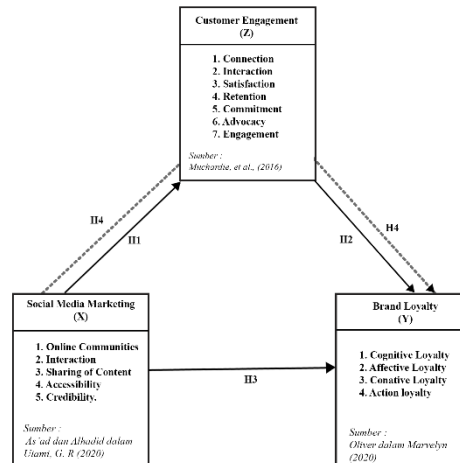 Customer Engagement
(Z)
1. Connection
2. Interaction
3. Satisfaction
4. Retention
5. Commitment
6. Advocacy
7. Engagement
Sumber :
Muchardie, et al., (2016)
H4
H1
H2
H4
Social Media Marketing
(X)
1. Online Communities
2. Interaction
3. Sharing of Content
4. Accessibility
5. Credibility.
Sumber :
As'ad dan Alhadid dalam
Utami, G. R (2020)
H3
Brand Loyalty
(Y)
1. Cognitive Loyalty
2. Affective Loyalty
3. Conative Loyalty
4. Action loyalty
Sumber :
Oliver dalam Marvelyn
(2020)